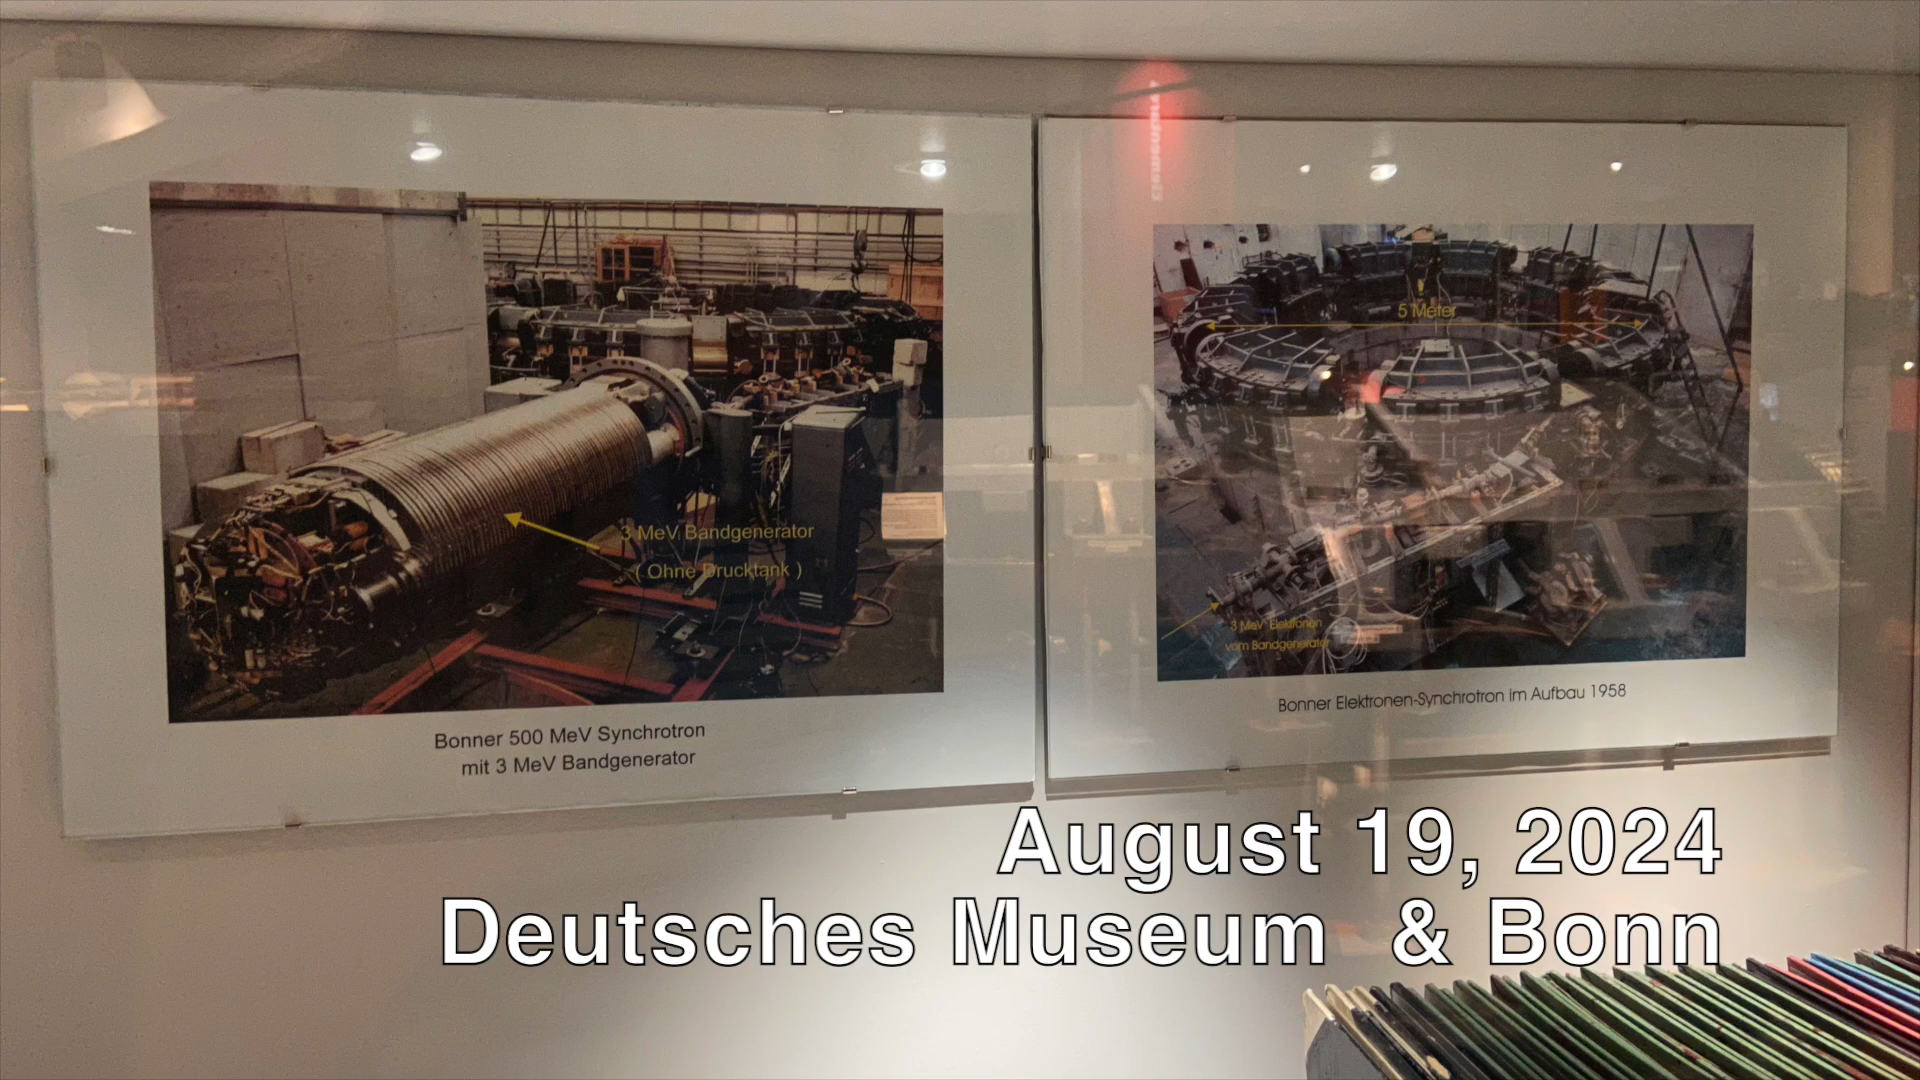 3 MeV Bandgenerator
( Ohne Drucktank )
Bonner 500 MeV Synchrotron
mit 3 MeV Bandgenerator
5 Meter
3 MeV Elektronen
vom Bandgenerator
Bonner Elektronen-Synchrotron im Aufbau 1958
August 19, 2024
Deutsches Museum & Bonn